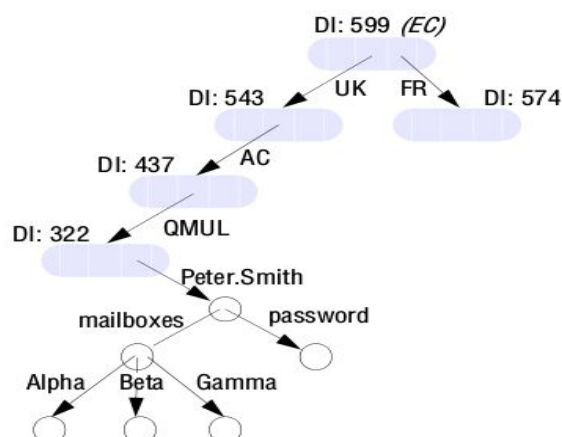 DI: 599 (EC)
UK
FR
DI: 543
DI: 574
AC
DI: 437
QMUL
DI: 322
Peter.Smith
mailboxes
password
Alpha
Beta
Gamma